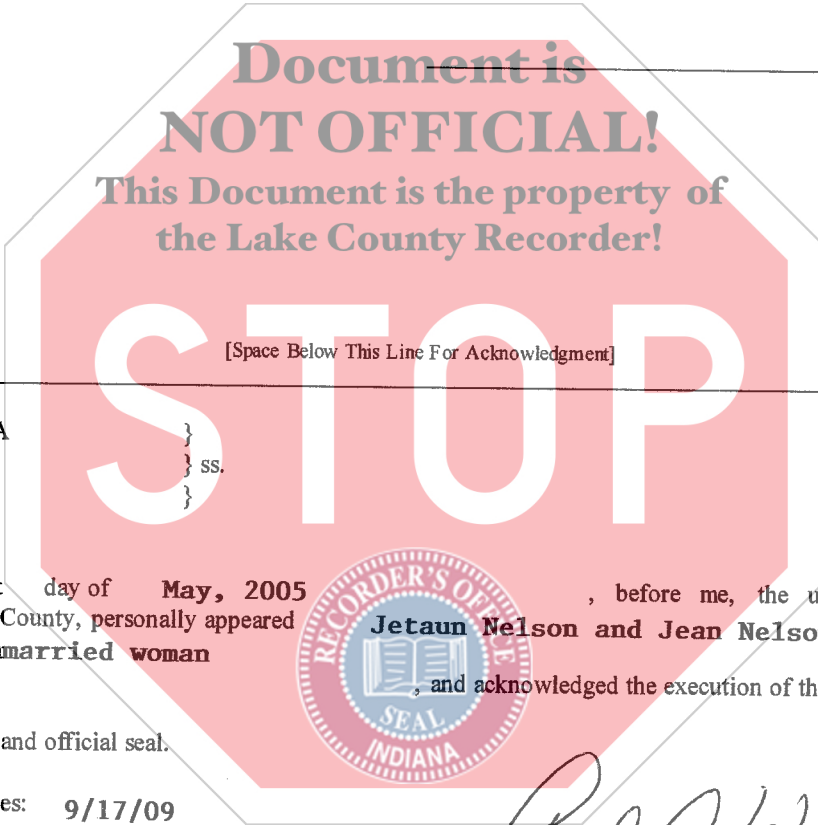 Document is
NOT OFFICIAL!
This Document is the property of
the Lake County Recorder!
STOP
[Space Below This Line For Acknowledgment]
A }
} ss.
}
day of May, 2005 , before me, the u
County, personally appeared Jetaun Nelson and Jean Nelso
married woman
, and acknowledged the execution of th
and official seal.
es: 9/17/09
RECORDER'S OFFICE
SEAL
INDIANA